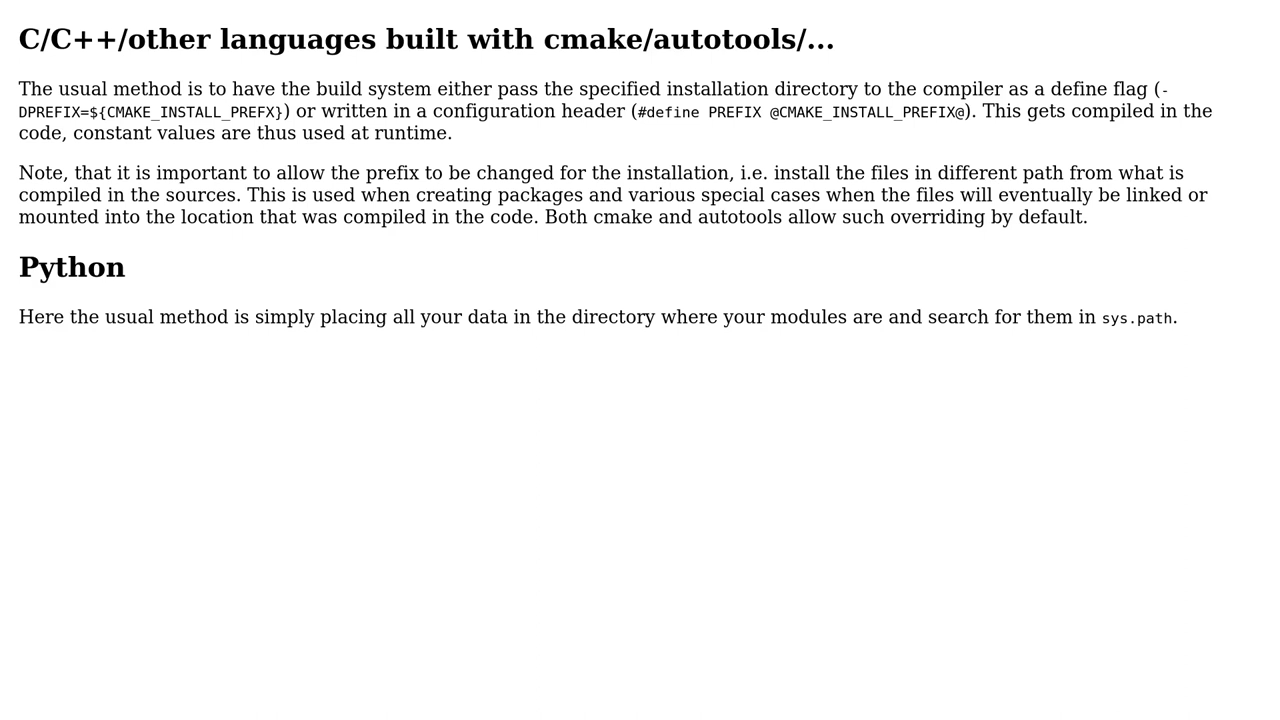 C/C++/other languages built with cmake/autotools/...
The usual method is to have the build system either pass the specified installation directory to the compiler as a define flag (-
DPREFIX=${CMAKE_INSTALL_PREFX}) or written in a configuration header (#define PREFIX @CMAKE_INSTALL_PREFIX@). This gets compiled in the
code, constant values are thus used at runtime.
Note, that it is important to allow the prefix to be changed for the installation, i.e. install the files in different path from what is
compiled in the sources. This is used when creating packages and various special cases when the files will eventually be linked or
mounted into the location that was compiled in the code. Both cmake and autotools allow such overriding by default.
Python
Here the usual method is simply placing all your data in the directory where your modules are and search for them in sys.path.